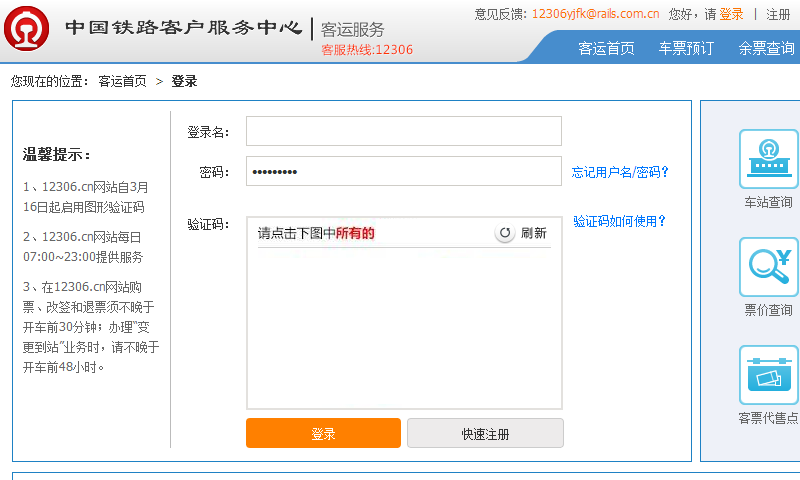 意见反馈: 12306yjfk@rails.com.cn 您好，请 登录 | 注册
中国铁路客户服务中心 客运服务
客服热线:12306
客运首页 车票预订 余票查询
您现在的位置： 客运首页 > 登录
温馨提示：
1、12306.cn网站自3月
16日起启用图形验证码
2、12306.cn网站每日
07:00~23:00提供服务
3、在12306.cn网站购
票、改签和退票须不晚于
开车前30分钟；办理“变
更到站”业务时，请不晚于
开车前48小时。
登录名：
密码： 忘记用户名/密码?
验证码： 验证码如何使用?
请点击下图中所有的 刷新
登录 快速注册
车站查询
票价查询
客票代售点